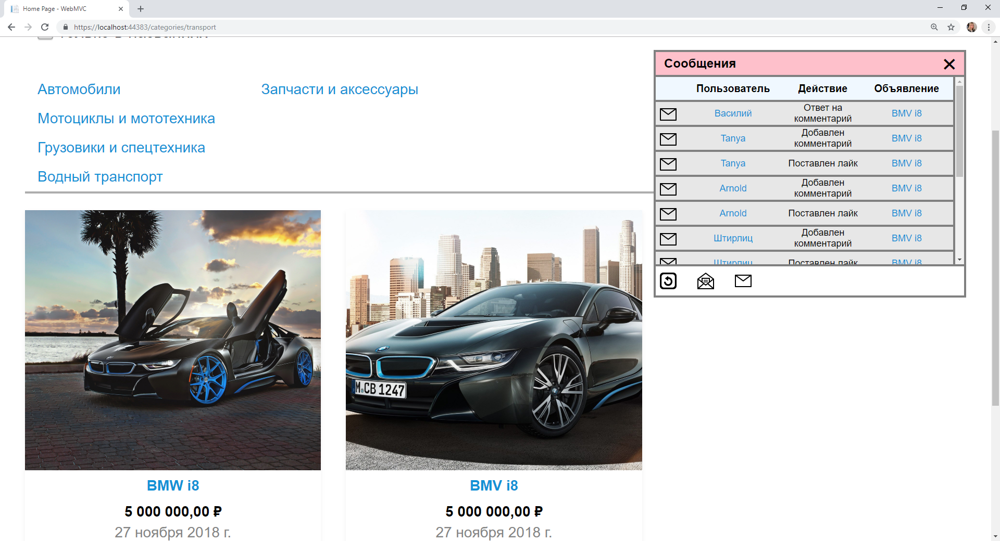 Home Page - WebMVC
https://localhost:44383/categories/transport
Только в названиях
Автомобили
Запчасти и аксессуары
Мотоциклы и мототехника
Грузовики и спецтехника
Водный транспорт
Сообщения
Пользователь Действие Объявление
Василий Ответ на комментарий BMV i8
Tanya Добавлен комментарий BMV i8
Tanya Поставлен лайк BMV i8
Arnold Добавлен комментарий BMV i8
Arnold Поставлен лайк BMV i8
Штирлиц Добавлен комментарий BMV i8
Штирлиц Поставлен лайк BMV i8
M CB 1247
BMW i8
5 000 000,00 ₽
27 ноября 2018 г.
BMV i8
5 000 000,00 ₽
27 ноября 2018 г.